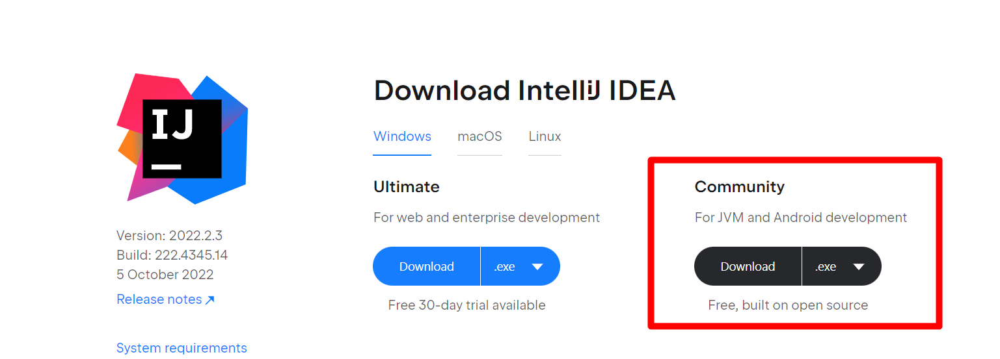 IJ
Download IntelliJ IDEA
Windows macOS Linux
Ultimate
For web and enterprise development
Download .exe
Free 30-day trial available
Community
For JVM and Android development
Download .exe
Free, built on open source
Version: 2022.2.3
Build: 222.4345.14
5 October 2022
Release notes ↗
System requirements